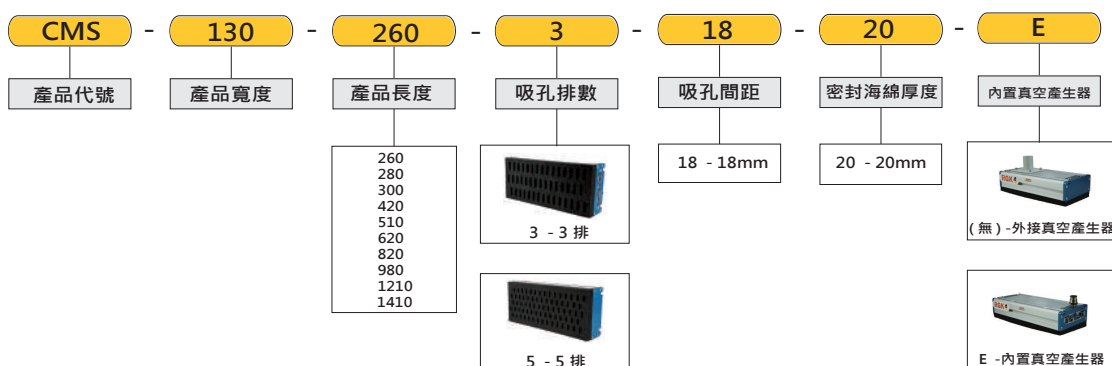 CMS - 130 - 260 - 3 - 18 - 20 - E
產品代號 產品寬度 產品長度 吸孔排數 吸孔間距 密封海綿厚度 內置真空產生器
260
280
300
420
510
620
820
980
1210
1410
3 - 3 排
5 - 5 排
18 - 18mm
20 - 20mm
RGK
( 無 ) -外接真空產生器
RGK
E -內置真空產生器